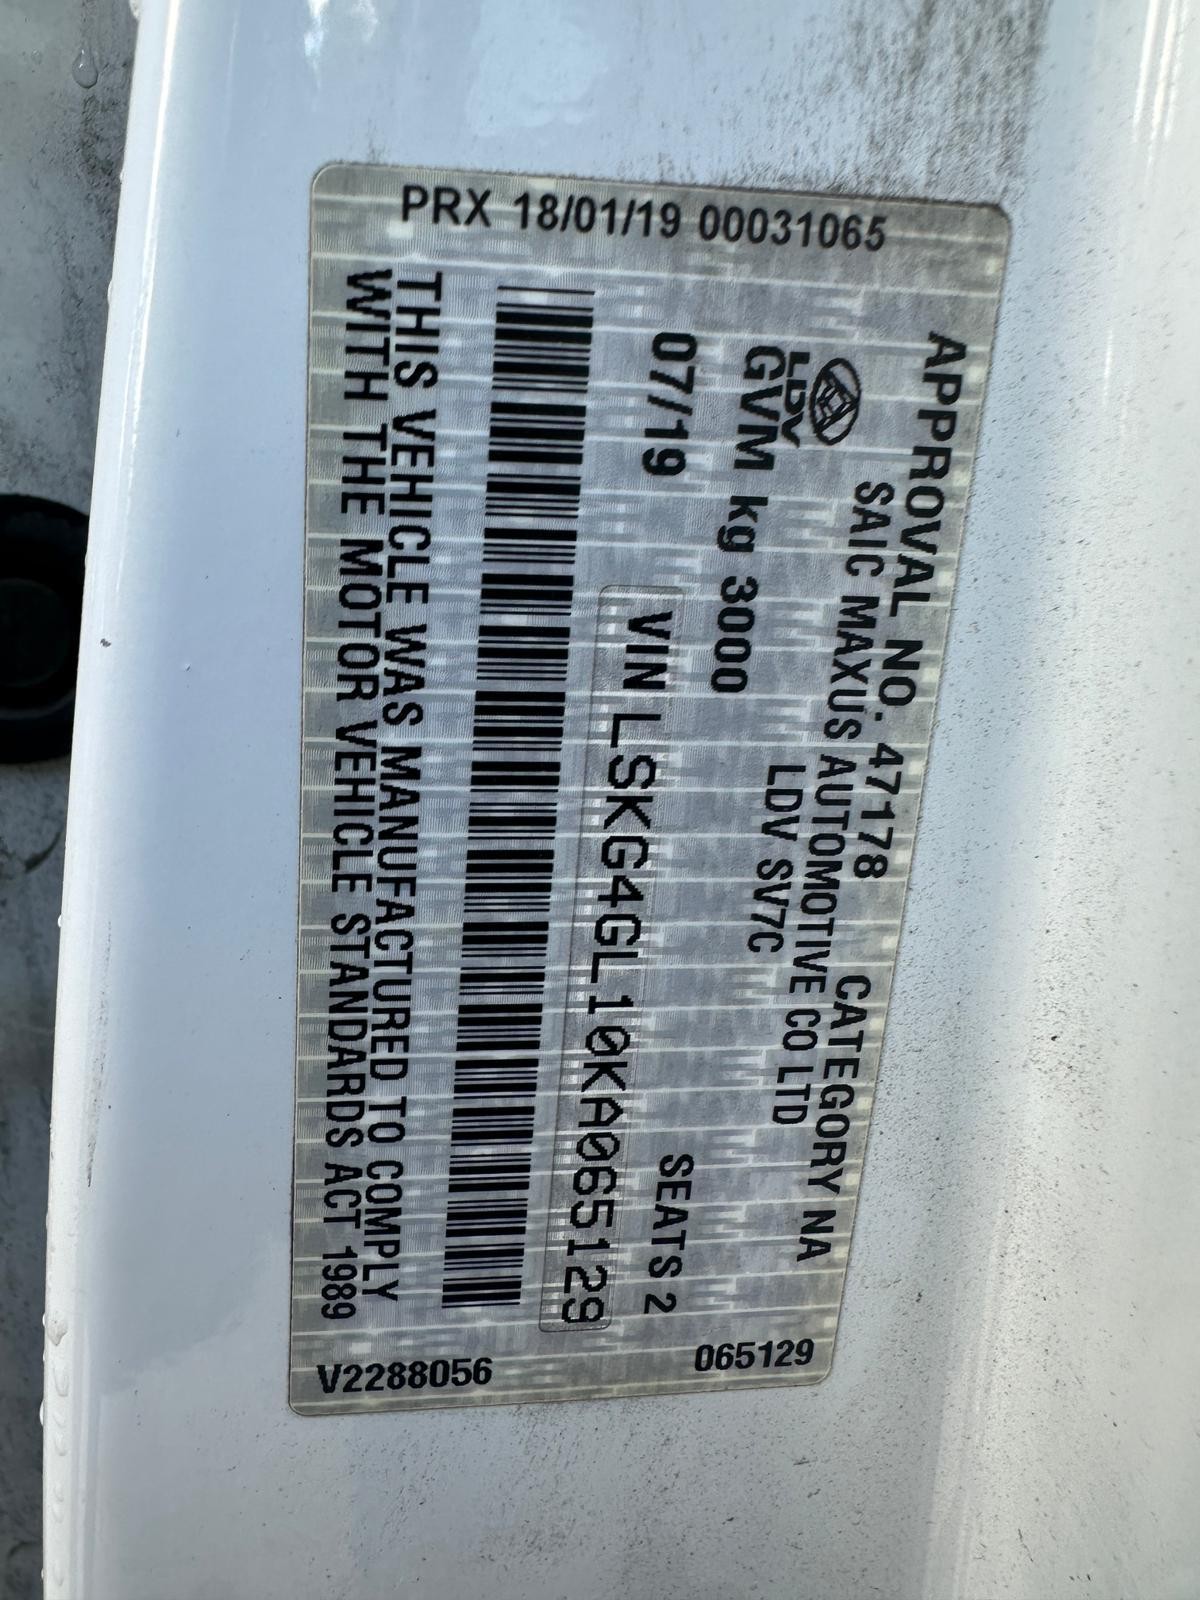 PRX 18/01/19 00031065
APPROVAL NO. 47178 CATEGORY NA
SAIC MAXUS AUTOMOTIVE CO LTD
LDV
LDV SV7C
GVM kg 3000
07/19 SEATS 2
VIN LSKG4GL10KA065129
THIS VEHICLE WAS MANUFACTURED TO COMPLY
WITH THE MOTOR VEHICLE STANDARDS ACT 1989
V2288056 065129